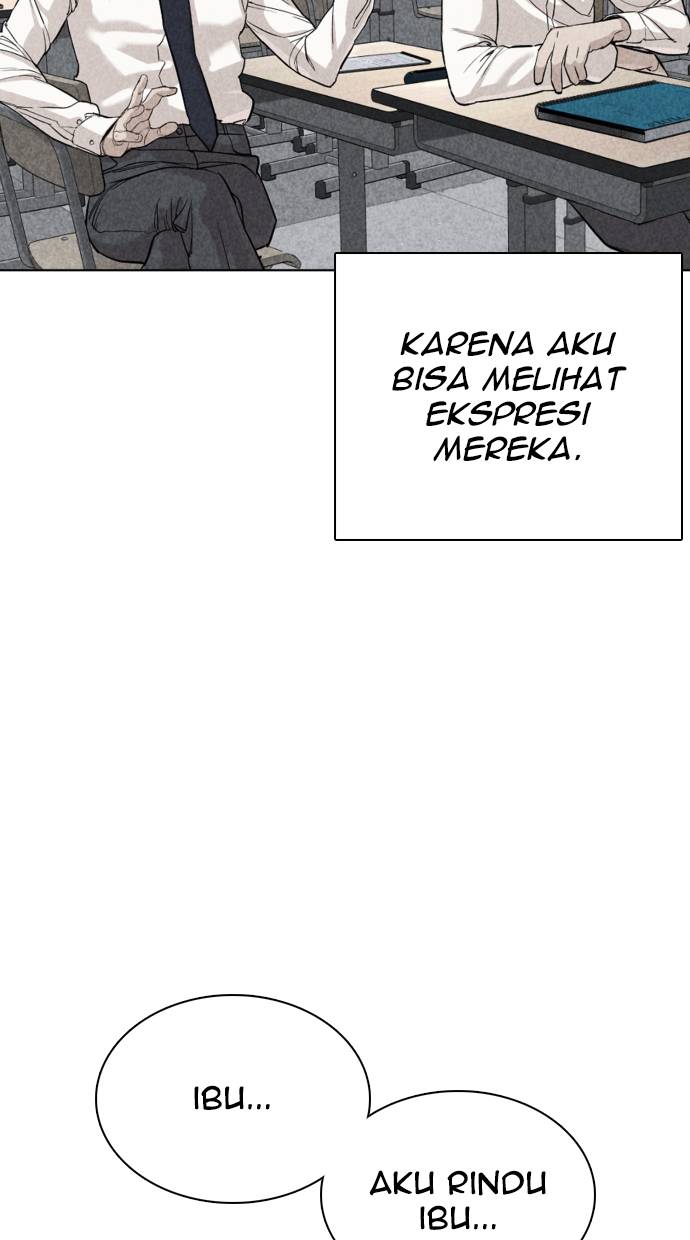 KARENA AKU
BISA MELIHAT
EKSPRESI
MEREKA.
IBU...
AKU RINDU
IBU...